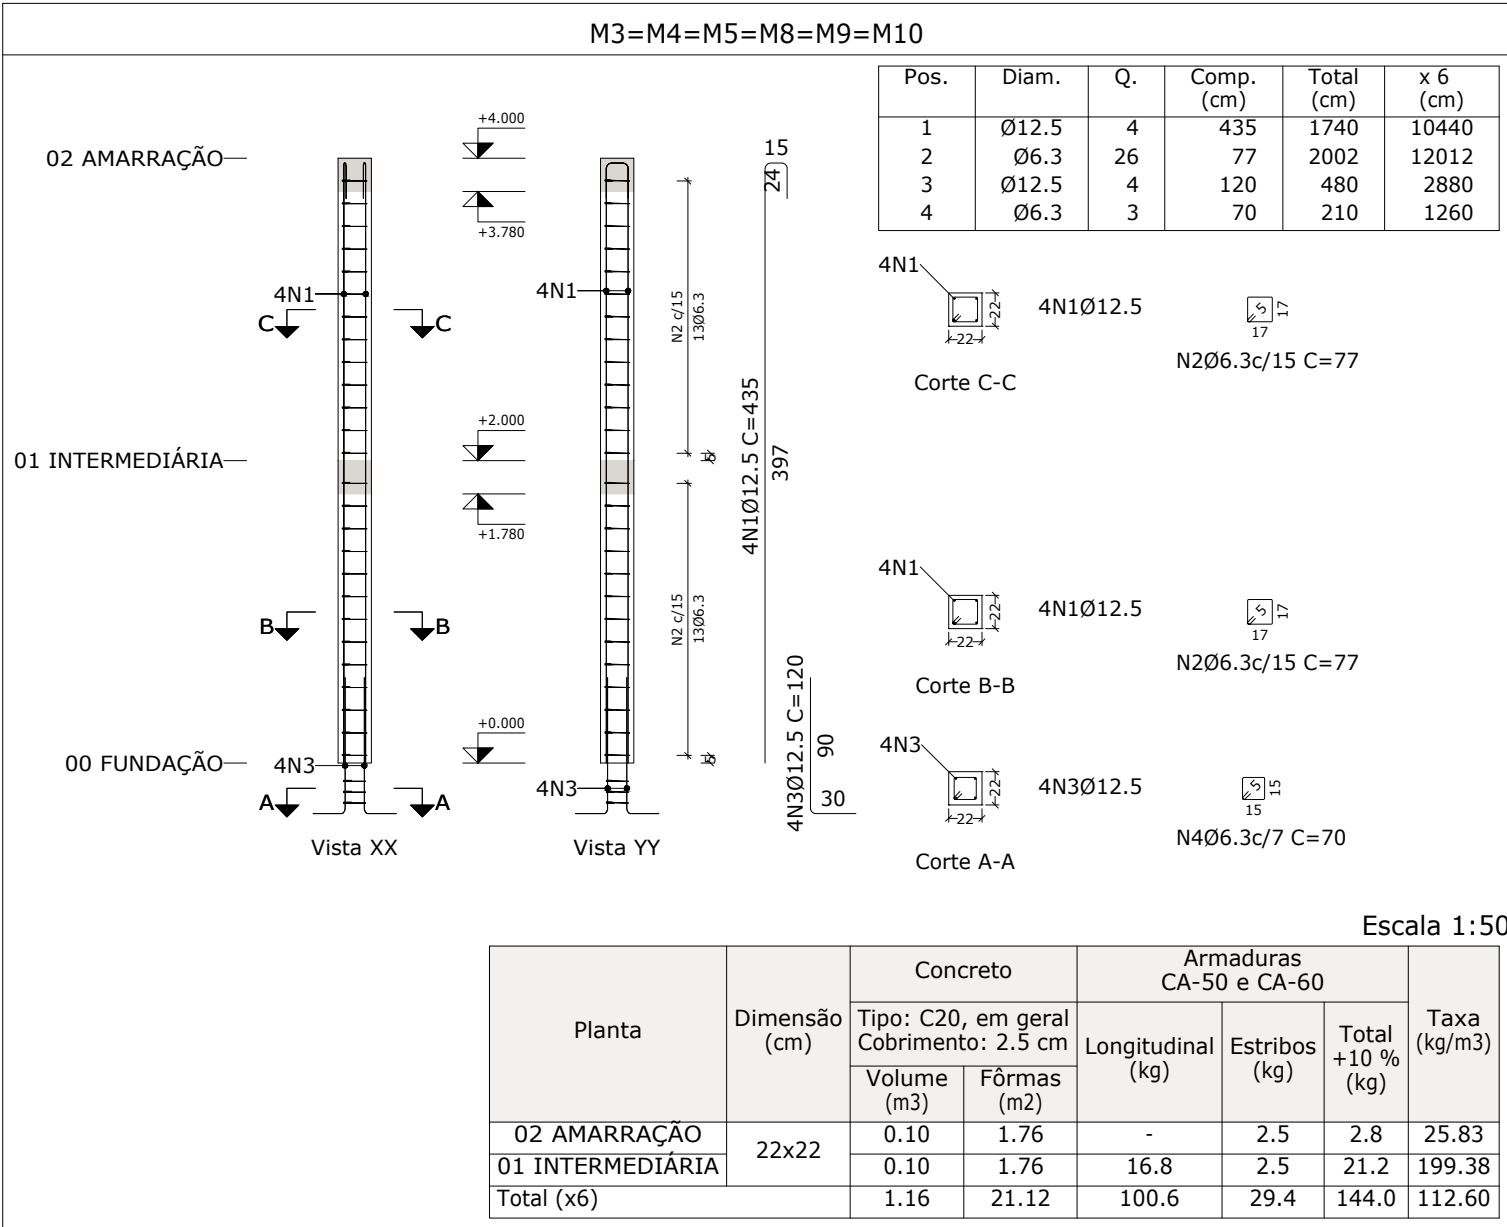 M3=M4=M5=M8=M9=M10
Pos. Diam. Q. Comp. (cm) Total (cm) x 6 (cm)
1 Ø12.5 4 435 1740 10440
2 Ø6.3 26 77 2002 12012
3 Ø12.5 4 120 480 2880
4 Ø6.3 3 70 210 1260
02 AMARRAÇÃO
01 INTERMEDIÁRIA
00 FUNDAÇÃO
4N1
C C
B B
4N3
A A
Vista XX
+4.000
+3.780
+2.000
+1.780
+0.000
4N1
4N3
Vista YY
N2 c/15
13Ø6.3
5
N2 c/15
13Ø6.3
5
15
24
4N1Ø12.5 C=435
397
4N3Ø12.5 C=120
90
30
4N1
22
22
4N1Ø12.5
5
17
17
N2Ø6.3c/15 C=77
Corte C-C
4N1
22
22
4N1Ø12.5
5
17
17
N2Ø6.3c/15 C=77
Corte B-B
4N3
22
22
4N3Ø12.5
5
15
15
N4Ø6.3c/7 C=70
Corte A-A
Escala 1:50
Planta
Dimensão
(cm)
Concreto
Tipo: C20, em geral
Cobrimento: 2.5 cm
Volume
(m3)
Fôrmas
(m2)
Armaduras
CA-50 e CA-60
Longitudinal
(kg)
Estribos
(kg)
Total
+10 %
(kg)
Taxa
(kg/m3)
02 AMARRAÇÃO 22x22 0.10 1.76 - 2.5 2.8 25.83
01 INTERMEDIÁRIA 0.10 1.76 16.8 2.5 21.2 199.38
Total (x6) 1.16 21.12 100.6 29.4 144.0 112.60